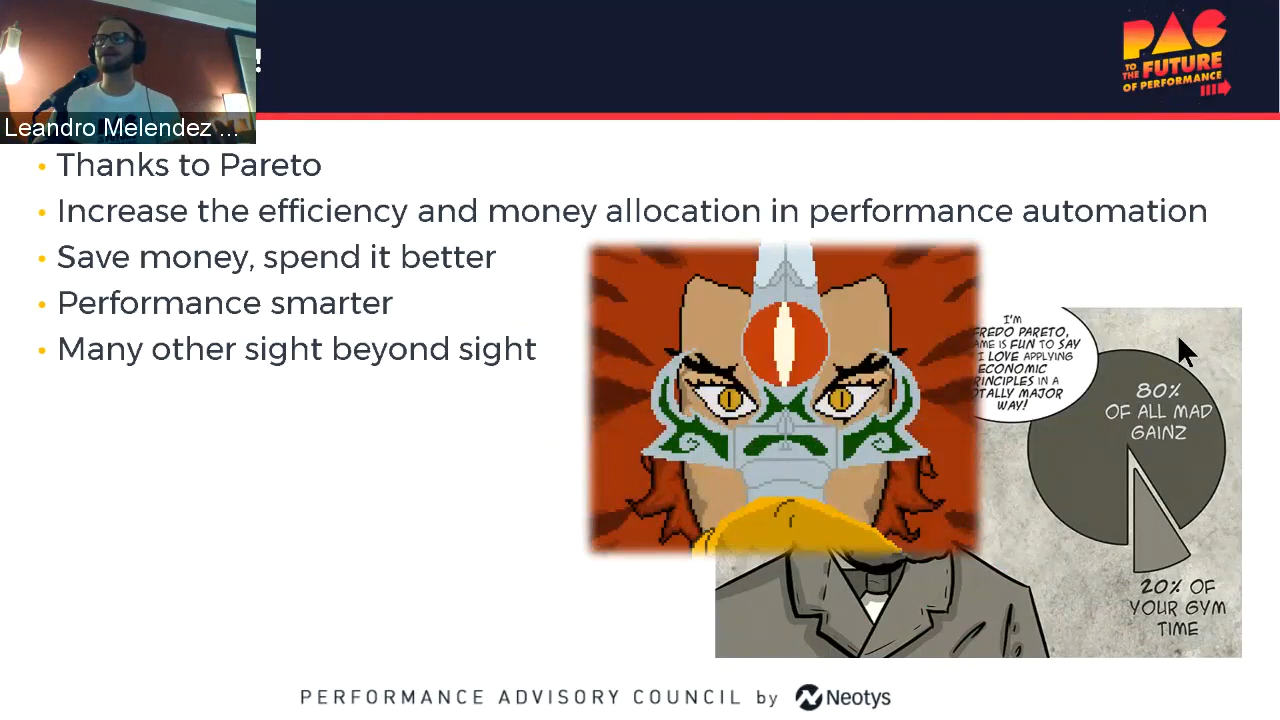 !
PAC
TO
THE FUTURE
OF PERFORMANCE
Leandro Melendez ...
• Thanks to Pareto
• Increase the efficiency and money allocation in performance automation
• Save money, spend it better
• Performance smarter
• Many other sight beyond sight
I'M
FREDO PARETO,
AME IS FUN TO SAY
I LOVE APPLYING
ECONOMIC
RINCIPLES IN A
OTALLY MAJOR
WAY!
80%
OF ALL MAD
GAINZ
20% OF
YOUR GYM
TIME
PERFORMANCE ADVISORY COUNCIL by Neotys